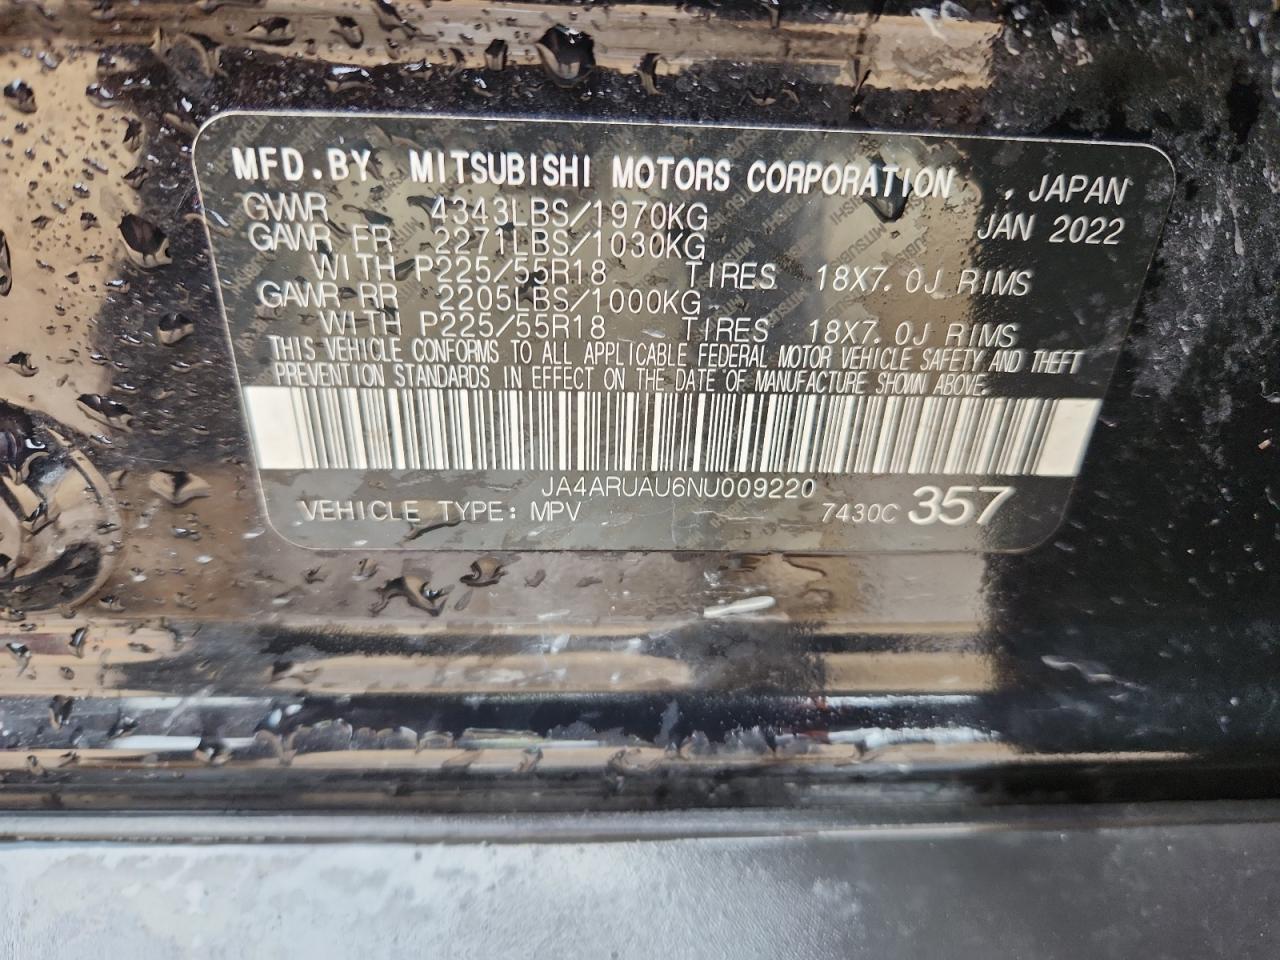 MFD.BY MITSUBISHI MOTORS CORPORATION , JAPAN
GVWR 4343LBS/1970KG JAN 2022
GAWR FR 2271LBS/1030KG
WITH P225/55R18 TIRES 18X7.0J RIMS
GAWR RR 2205LBS/1000KG
WITH P225/55R18 TIRES 18X7.0J RIMS
THIS VEHICLE CONFORMS TO ALL APPLICABLE FEDERAL MOTOR VEHICLE SAFETY AND THEFT
PREVENTION STANDARDS IN EFFECT ON THE DATE OF MANUFACTURE SHOWN ABOVE.
JA4ARUAU6NU009220
VEHICLE TYPE: MPV 7430C 357